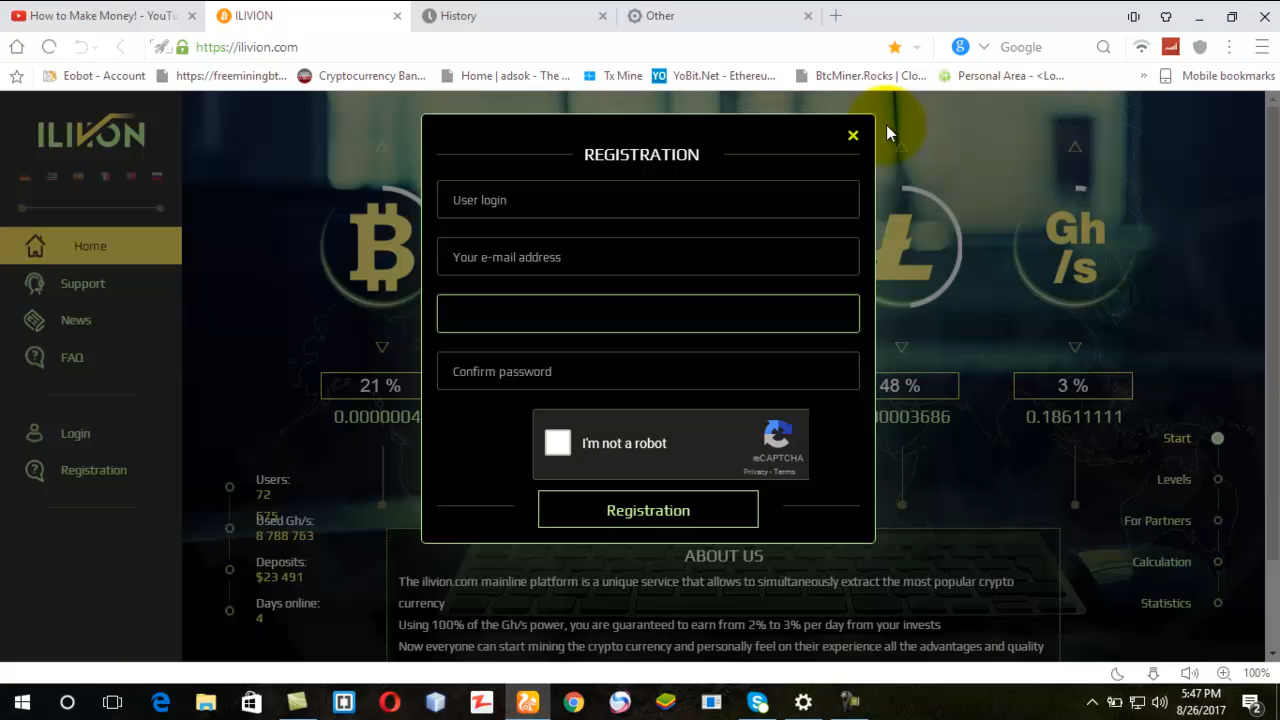 How to Make Money! - YouTu
ILIVION
History
Other
https://ilivion.com
Google
Eobot - Account
https://freeminingbt...
Cryptocurrency Ban...
Home | adsok - The ...
Tx Mine
YO
YoBit.Net - Ethereu...
BtcMiner.Rocks | Clo...
Personal Area - <Lo...
»
Mobile bookmarks
ILIVION
Home
Support
News
FAQ
Login
Registration
REGISTRATION
User login
Your e-mail address
Confirm password
I'm not a robot
reCAPTCHA
Privacy - Terms
Registration
Gh
/s
21 %
48 %
3 %
0.0000004
00003686
0.18611111
Users:
72
575
Used Gh/s:
8 788 763
Deposits:
$23 491
Days online:
4
Start
Levels
For Partners
Calculation
Statistics
ABOUT US
The ilivion.com mainline platform is a unique service that allows to simultaneously extract the most popular crypto
currency
Using 100% of the Gh/s power, you are guaranteed to earn from 2% to 3% per day from your invests
Now everyone can start mining the crypto currency and personally feel on their experience all the advantages and quality
100%
5:47 PM
8/26/2017
2